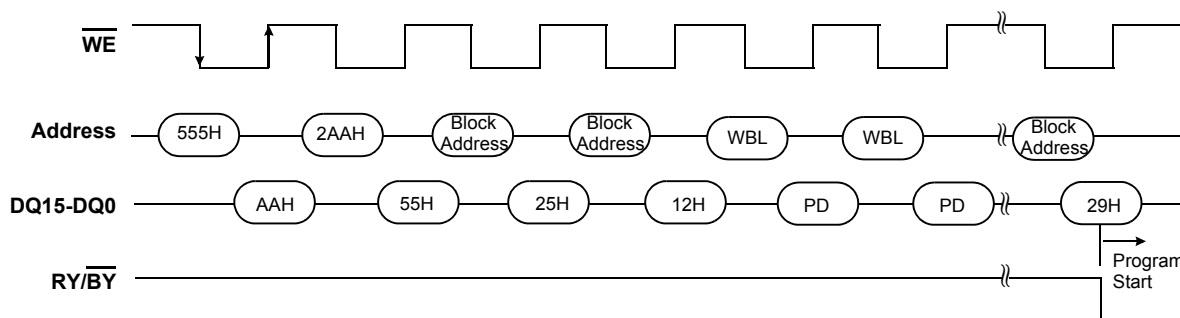 WE
Address
555H
2AAH
Block
Address
Block
Address
WBL
WBL
Block
Address
DQ15-DQ0
AAH
55H
25H
12H
PD
PD
29H
Program
Start
RY/BY